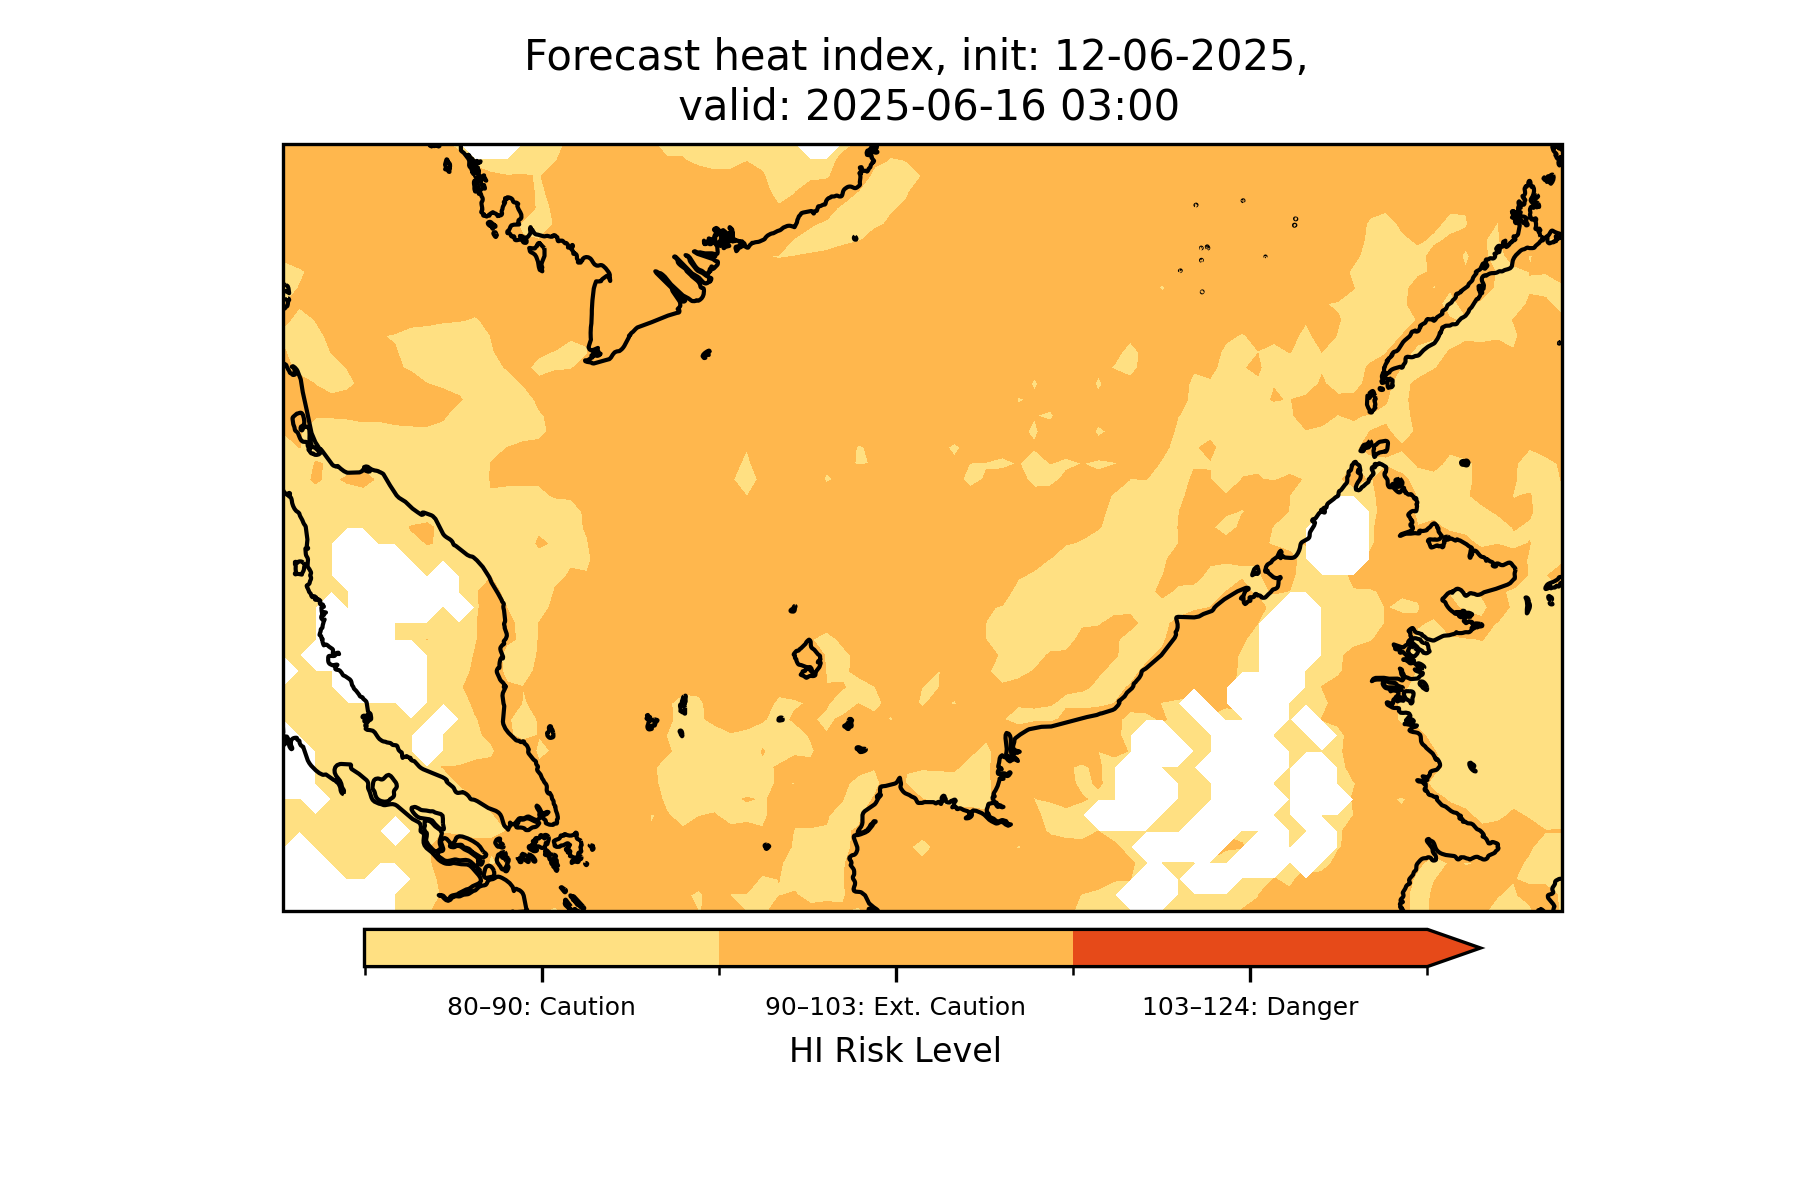 Forecast heat index, init: 12-06-2025,
valid: 2025-06-16 03:00
80–90: Caution
90–103: Ext. Caution
103–124: Danger
HI Risk Level